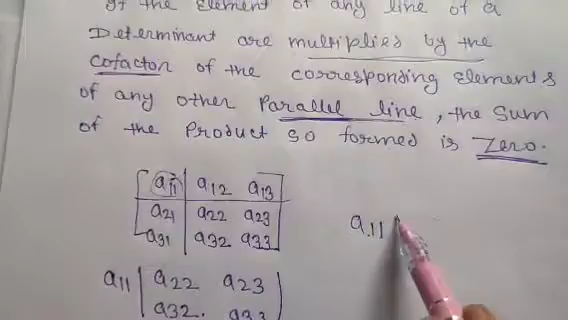 If the Element of any line of a
Determinant are multiplied by the
cofactor of the corresponding Elements
of any other Parallel line, the sum
of the Product so formed is Zero.
a11 a12 a13
a21 a22 a23
a31 a32 a33
a11
a11 a22 a23
a32. a33